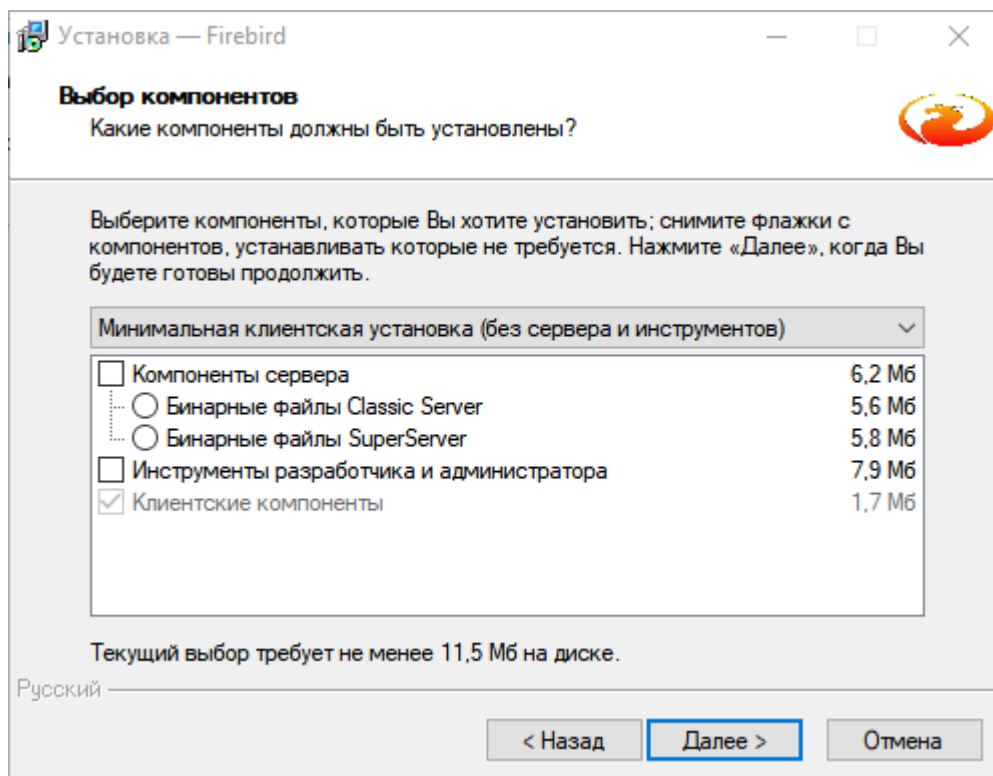 Установка — Firebird
Выбор компонентов
Какие компоненты должны быть установлены?
Выберите компоненты, которые Вы хотите установить; снимите флажки с
компонентов, устанавливать которые не требуется. Нажмите «Далее», когда Вы
будете готовы продолжить.
Минимальная клиентская установка (без сервера и инструментов)
Компоненты сервера 6,2 Мб
Бинарные файлы Classic Server 5,6 Мб
Бинарные файлы SuperServer 5,8 Мб
Инструменты разработчика и администратора 7,9 Мб
Клиентские компоненты 1,7 Мб
Текущий выбор требует не менее 11,5 Мб на диске.
Русский
< Назад Далее > Отмена